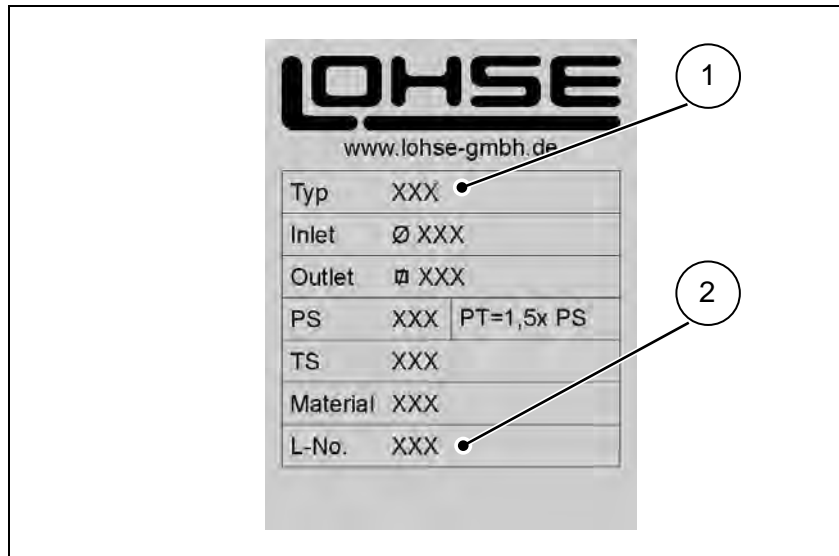 LOHSE
www.lohse-gmbh.de
1
Typ XXX
Inlet Ø XXX
Outlet ¤ XXX
2
PS XXX PT=1,5x PS
TS XXX
Material XXX
L-No. XXX